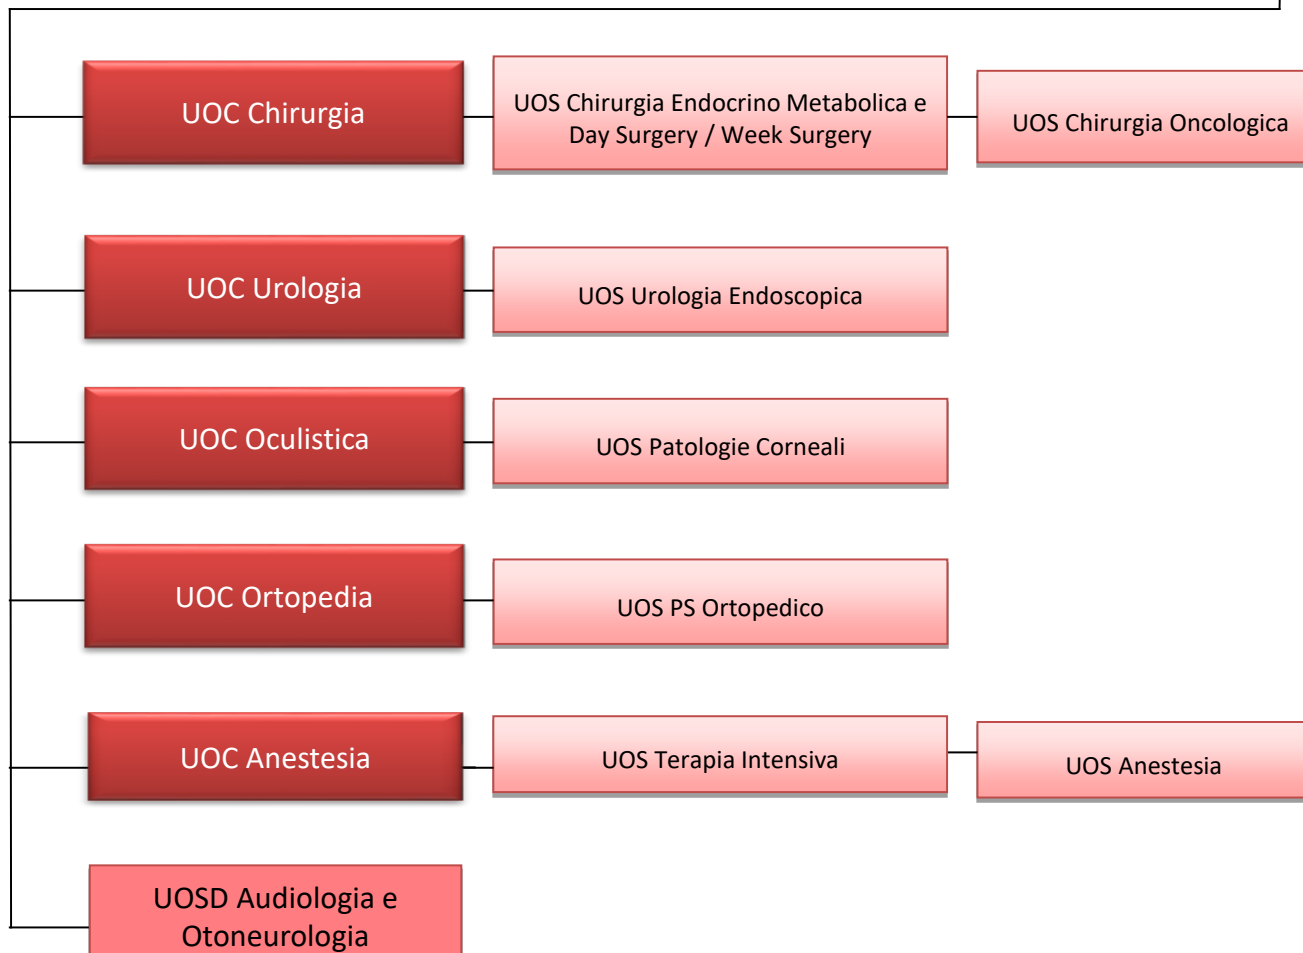 UOC Chirurgia
UOS Chirurgia Endocrino Metabolica e
Day Surgery / Week Surgery
UOS Chirurgia Oncologica
UOC Urologia
UOS Urologia Endoscopica
UOC Oculistica
UOS Patologie Corneali
UOC Ortopedia
UOS PS Ortopedico
UOC Anestesia
UOS Terapia Intensiva
UOS Anestesia
UOSD Audiologia e
Otoneurologia